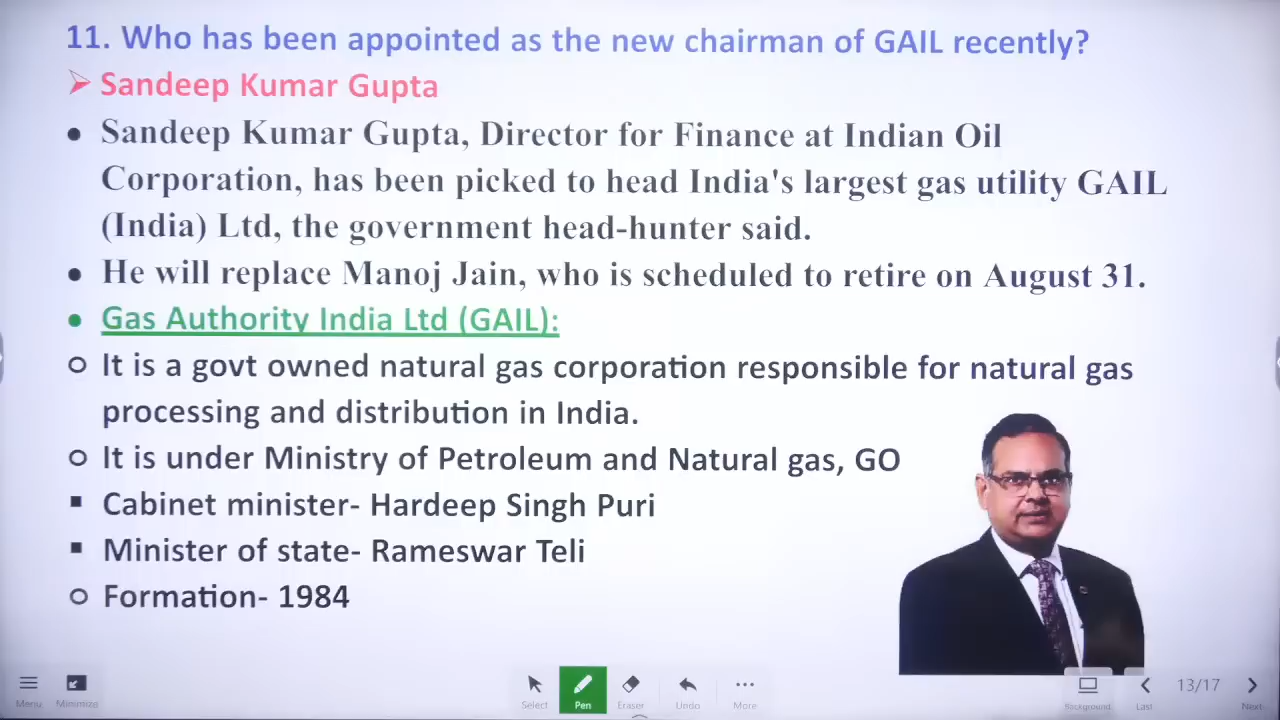 11. Who has been appointed as the new chairman of GAIL recently?
➢ Sandeep Kumar Gupta
• Sandeep Kumar Gupta, Director for Finance at Indian Oil
Corporation, has been picked to head India's largest gas utility GAIL
(India) Ltd, the government head-hunter said.
• He will replace Manoj Jain, who is scheduled to retire on August 31.
• Gas Authority India Ltd (GAIL):
o It is a govt owned natural gas corporation responsible for natural gas
processing and distribution in India.
o It is under Ministry of Petroleum and Natural gas, GO
▪ Cabinet minister- Hardeep Singh Puri
▪ Minister of state- Rameswar Teli
o Formation- 1984
Menu Minimize Select Pen Eraser Undo More Background Last 13/17 Next